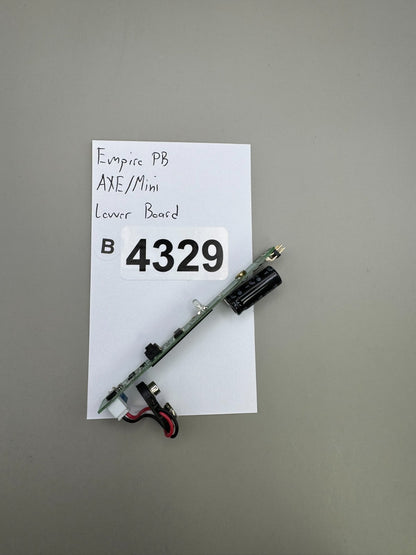 Empire PB
AXE/Mini
Lower Board
B 4329